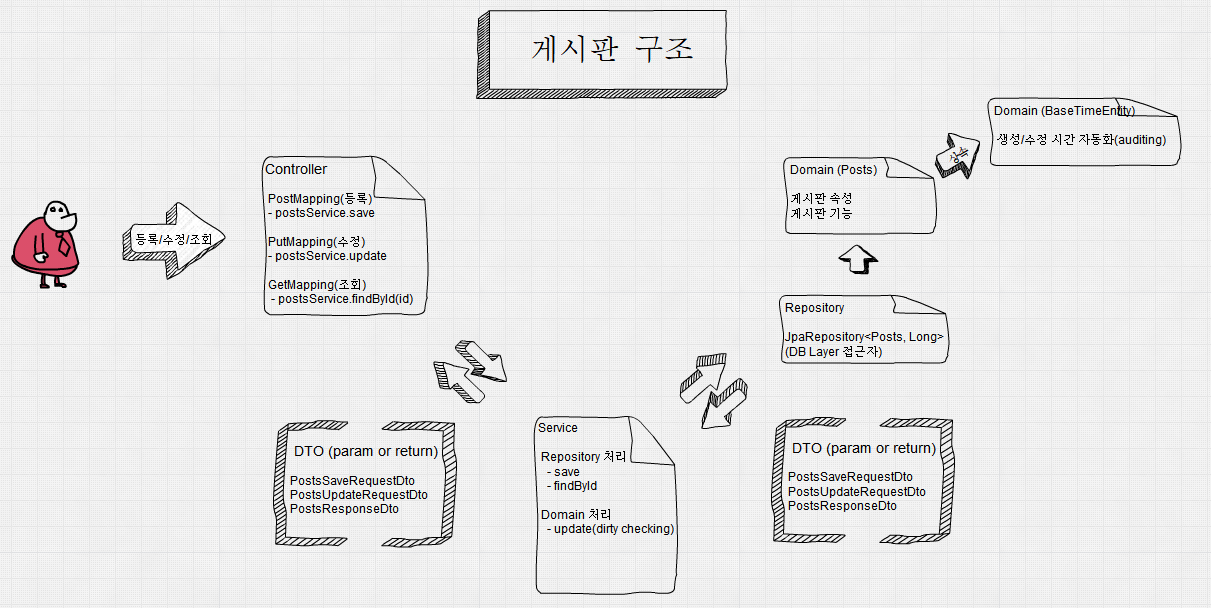 게시판 구조
등록/수정/조회
Controller
PostMapping(등록)
- postsService.save
PutMapping(수정)
- postsService.update
GetMapping(조회)
- postsService.findById(id)
DTO (param or return)
PostsSaveRequestDto
PostsUpdateRequestDto
PostsResponseDto
Service
Repository 처리
- save
- findById
Domain 처리
- update(dirty checking)
DTO (param or return)
PostsSaveRequestDto
PostsUpdateRequestDto
PostsResponseDto
Repository
JpaRepository<Posts, Long>
(DB Layer 접근자)
Domain (Posts)
게시판 속성
게시판 기능
상속
Domain (BaseTimeEntity)
생성/수정 시간 자동화(auditing)